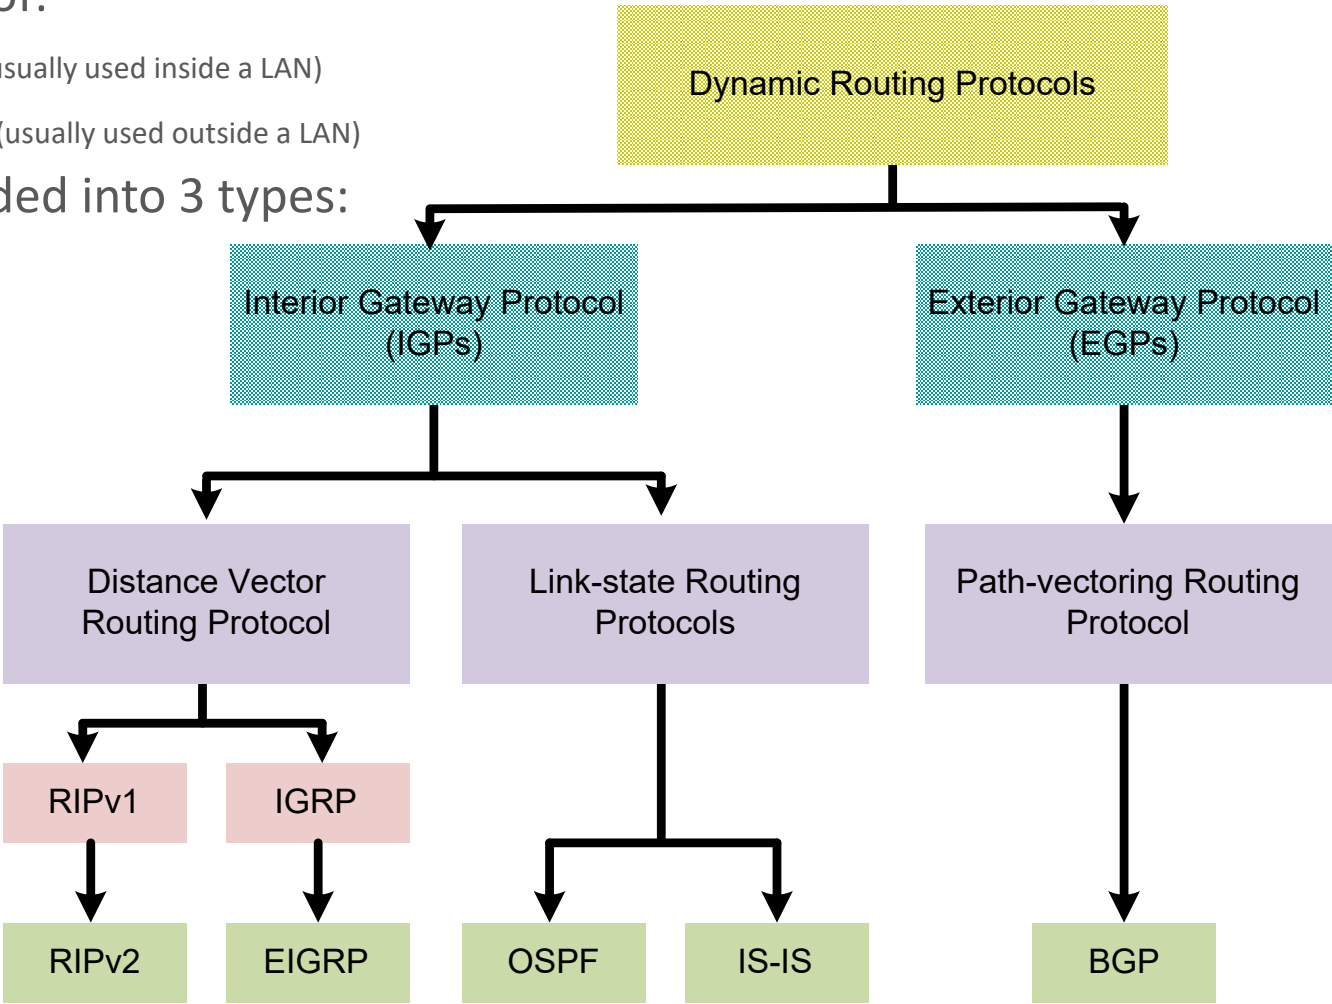 or:
usually used inside a LAN)
(usually used outside a LAN)
ded into 3 types:
Dynamic Routing Protocols
Interior Gateway Protocol
(IGPs)
Exterior Gateway Protocol
(EGPs)
Distance Vector
Routing Protocol
Link-state Routing
Protocols
Path-vectoring Routing
Protocol
RIPv1
IGRP
RIPv2
EIGRP
OSPF
IS-IS
BGP